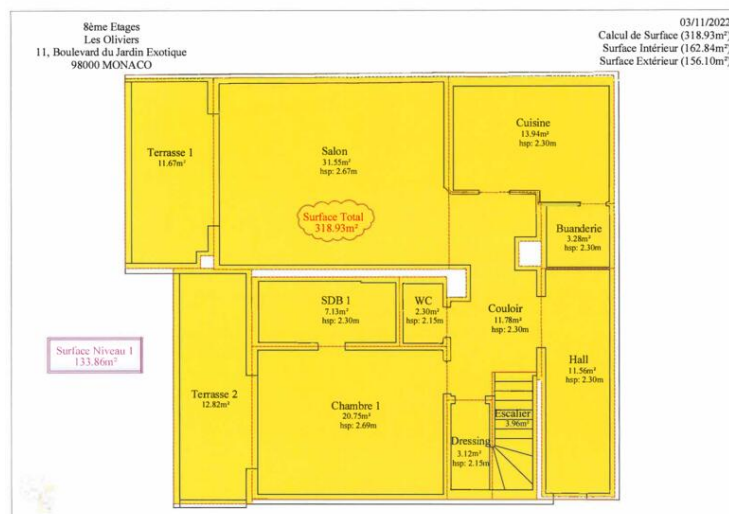 8ème Etages
Les Oliviers
11, Boulevard du Jardin Exotique
98000 MONACO
03/11/2022
Calcul de Surface (318.93m²)
Surface Intérieur (162.84m²)
Surface Extérieur (156.10m²)
Terrasse 1
11.67m²
Salon
31.55m²
hsp: 2.67m
Cuisine
13.94m²
hsp: 2.30m
Surface Total
318.93m²
Buanderie
3.28m²
hsp: 2.30m
SDB 1
7.13m²
hsp: 2.30m
WC
2.30m²
hsp: 2.15m
Couloir
11.78m²
hsp: 2.30m
Surface Niveau 1
133.86m²
Hall
11.56m²
hsp: 2.30m
Terrasse 2
12.82m²
Chambre 1
20.75m²
hsp: 2.69m
Escalier
3.96m²
Dressing
3.12m²
hsp: 2.15m